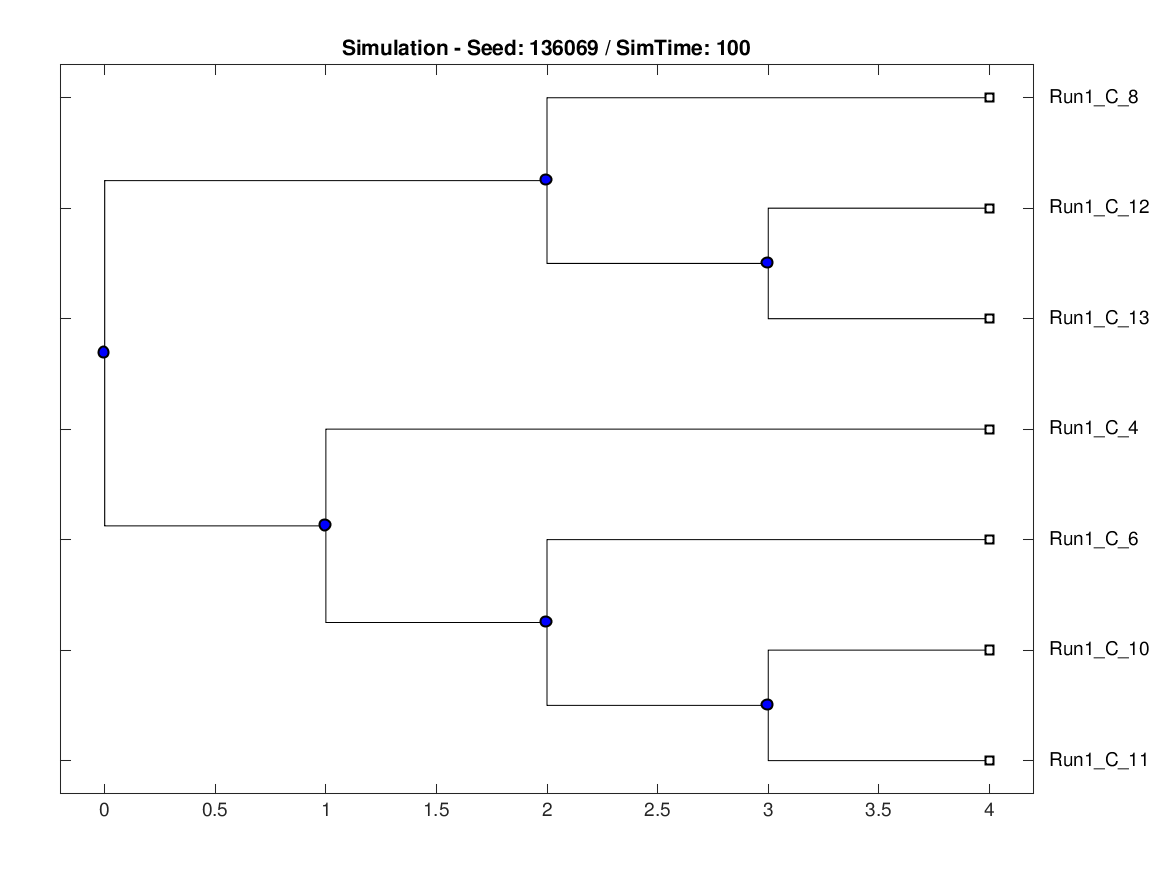 Simulation - Seed: 136069 / SimTime: 100
Run1_C_8
Run1_C_12
Run1_C_13
Run1_C_4
Run1_C_6
Run1_C_10
Run1_C_11
0 0.5 1 1.5 2 2.5 3 3.5 4